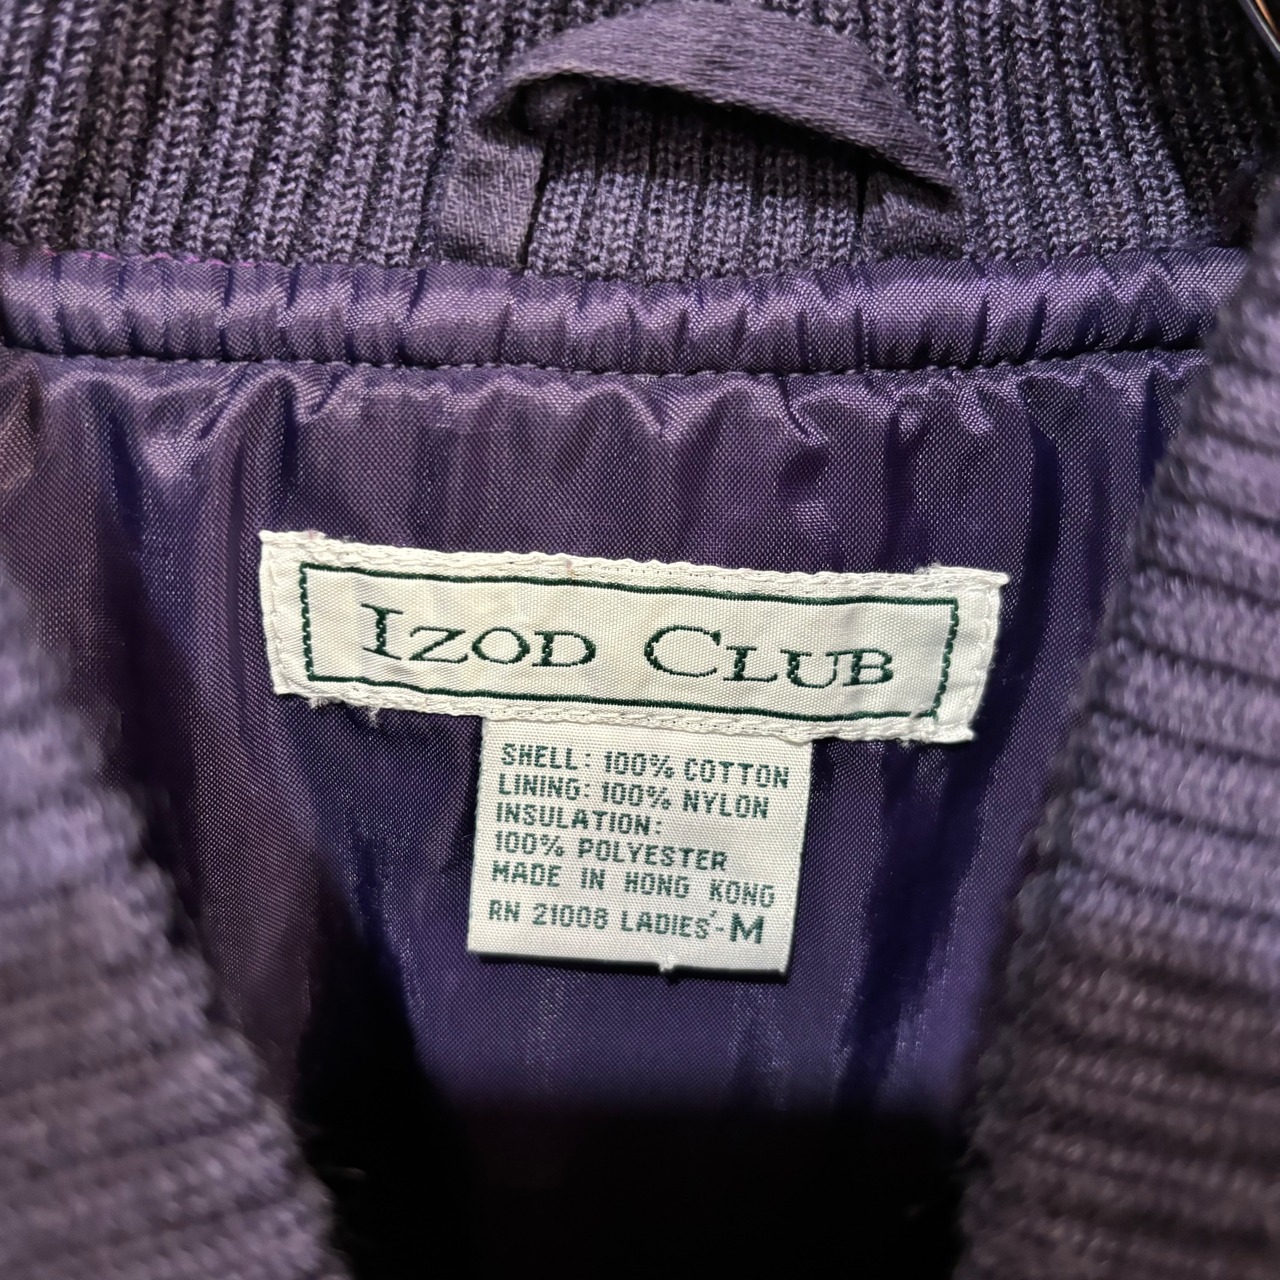 IZOD CLUB
SHELL: 100% COTTON
LINING: 100% NYLON
INSULATION:
100% POLYESTER
MADE IN HONG KONG
RN 21008 LADIES'-M